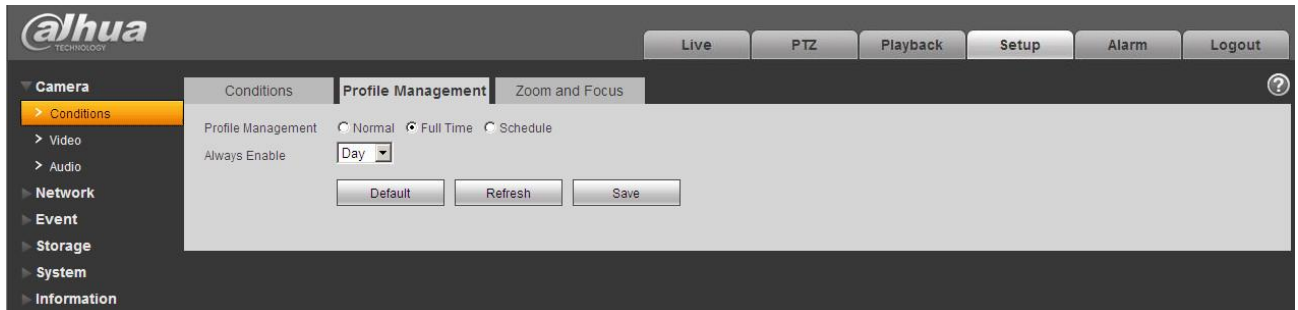 alhua
TECHNOLOGY
Live PTZ Playback Setup Alarm Logout
Camera
> Conditions
> Video
> Audio
Network
Event
Storage
System
Information
Conditions Profile Management Zoom and Focus ?
Profile Management Normal Full Time Schedule
Always Enable Day
Default Refresh Save